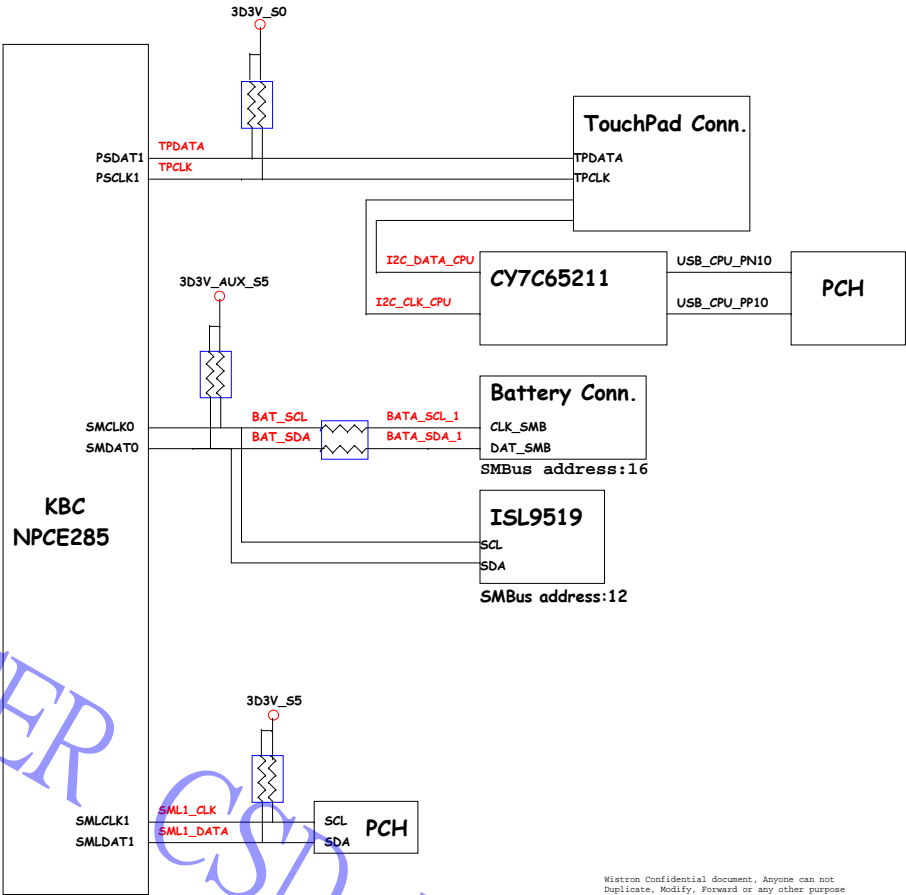 3D3V_S0
TouchPad Conn.
PSDAT1 TPDATA TPDATA
PSCLK1 TPCLK TPCLK
I2C_DATA_CPU
I2C_CLK_CPU
CY7C65211
USB_CPU_PN10
USB_CPU_PP10
PCH
3D3V_AUX_S5
Battery Conn.
SMCLK0 BAT_SCL BATA_SCL_1 CLK_SMB
SMDAT0 BAT_SDA BATA_SDA_1 DAT_SMB
SMBus address:16
KBC
NPCE285
ISL9519
SCL
SDA
SMBus address:12
3D3V_S5
SMLCLK1 SML1_CLK SCL
SMLDAT1 SML1_DATA SDA
PCH
ER CSD
Wistron Confidential document, Anyone can not
Duplicate, Modify, Forward or any other purpose